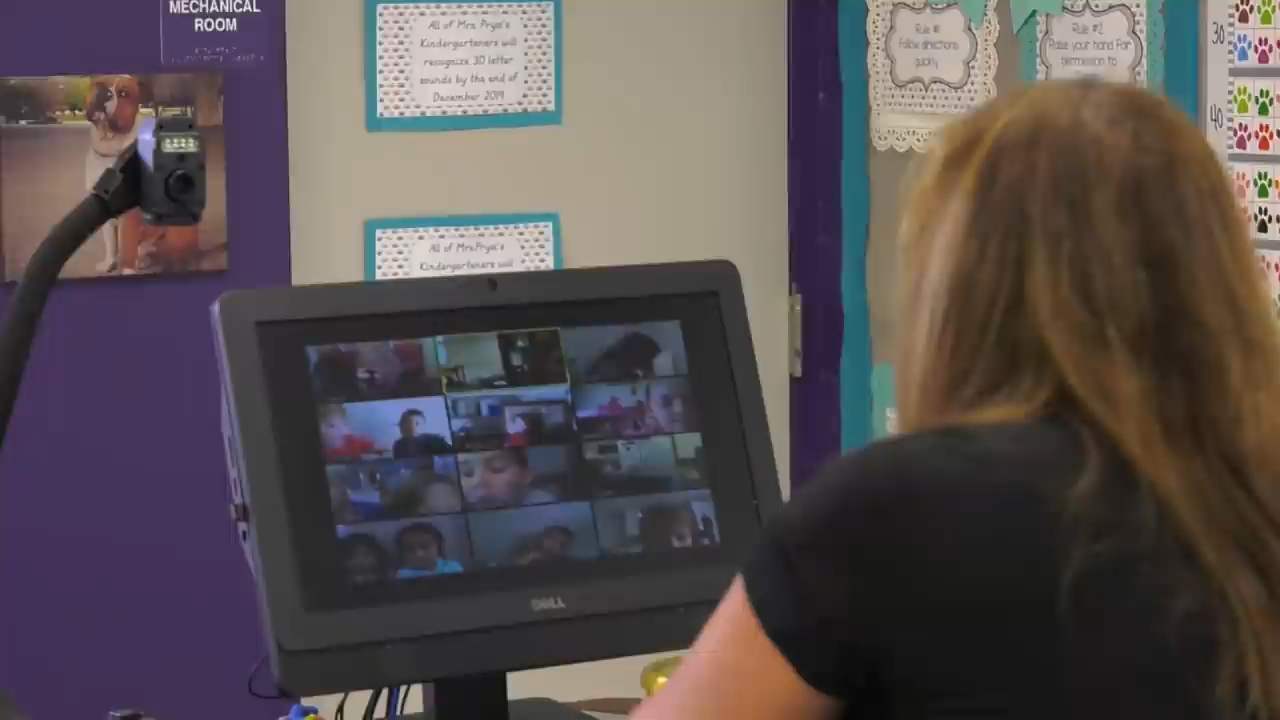 MECHANICAL
ROOM
All of Mrs. Prya's
Kindergarteners will
recognize 30 letter
sounds by the end of
December 2019
All of Mrs.Prya's
Kindergarteners will
Rule #1
Follow directions
quickly
Rule #2
Raise your hand for
permission to
30
40
DELL